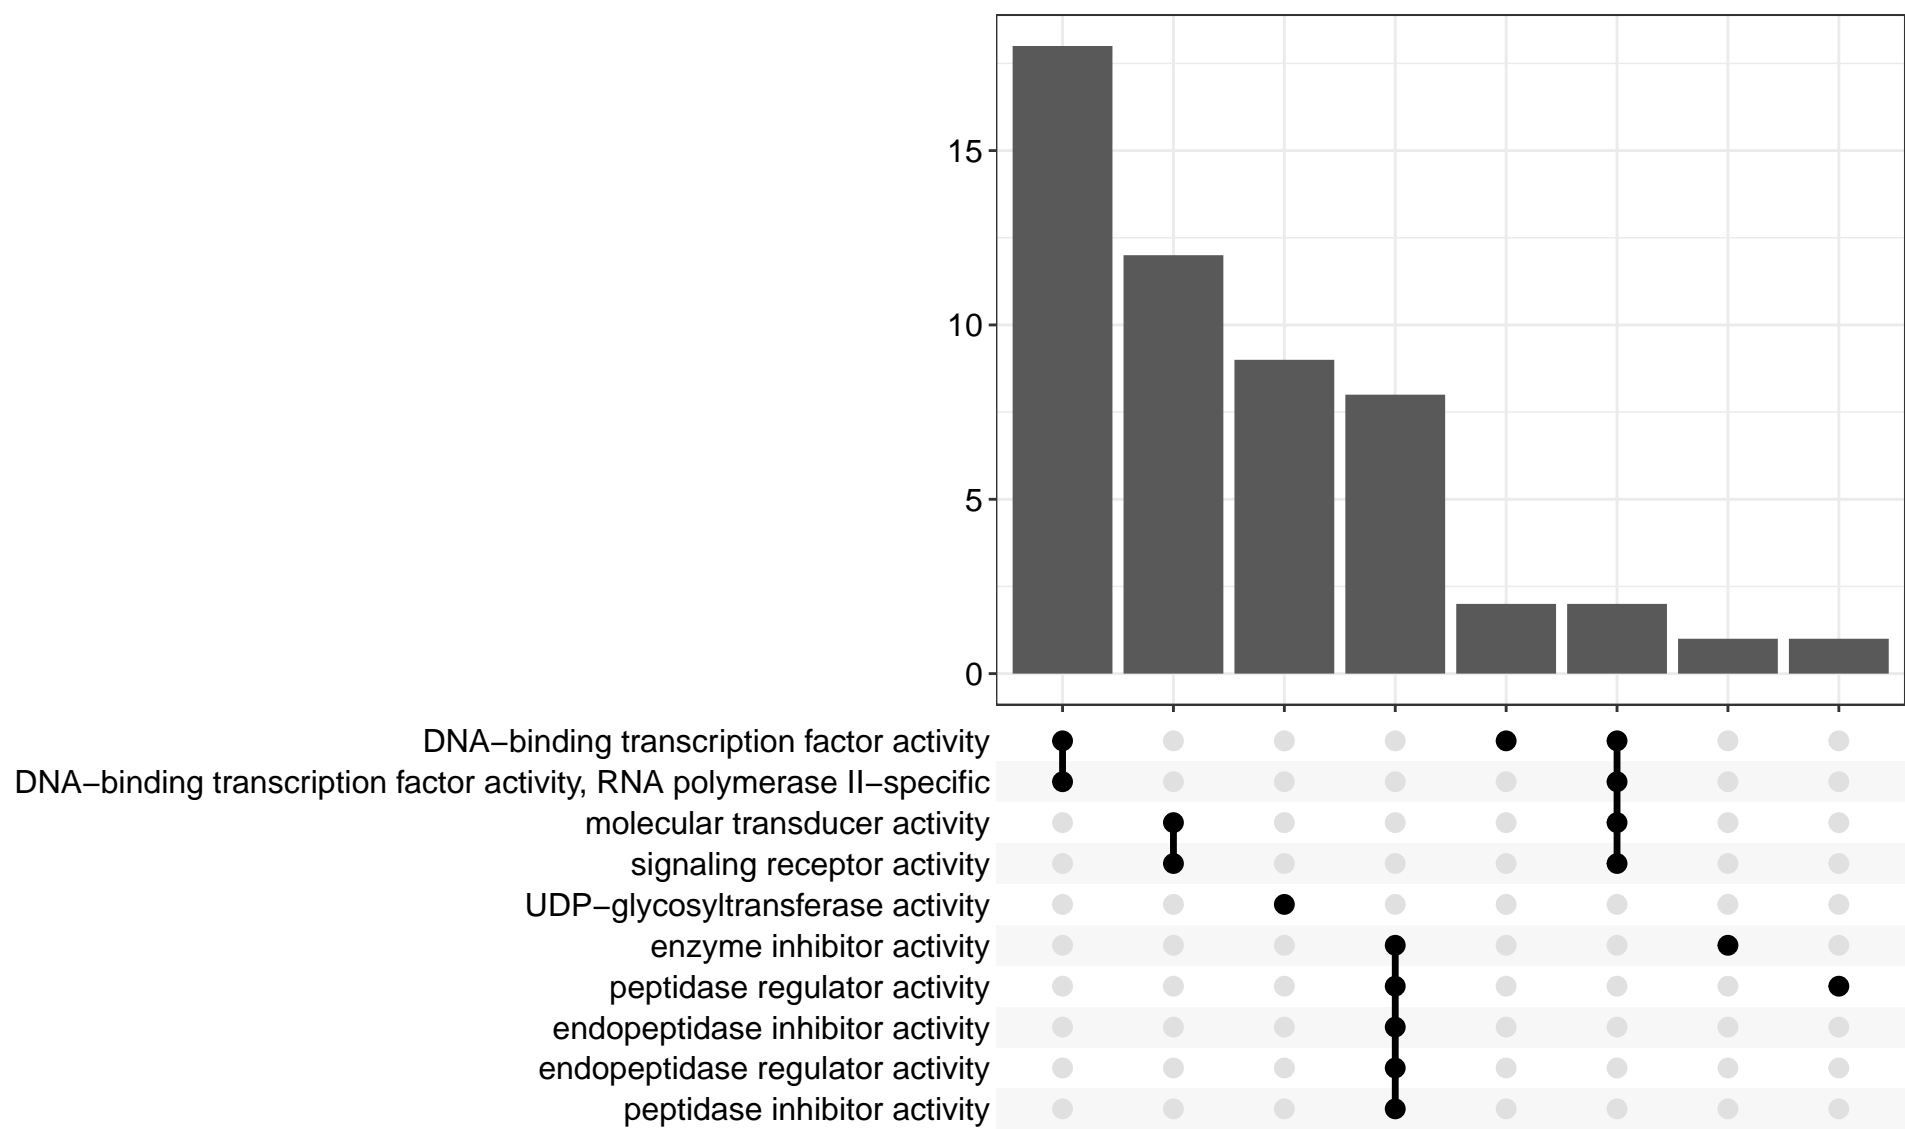 15
10
5
0
DNA−binding transcription factor activity
DNA−binding transcription factor activity, RNA polymerase II−specific
molecular transducer activity
signaling receptor activity
UDP−glycosyltransferase activity
enzyme inhibitor activity
peptidase regulator activity
endopeptidase inhibitor activity
endopeptidase regulator activity
peptidase inhibitor activity